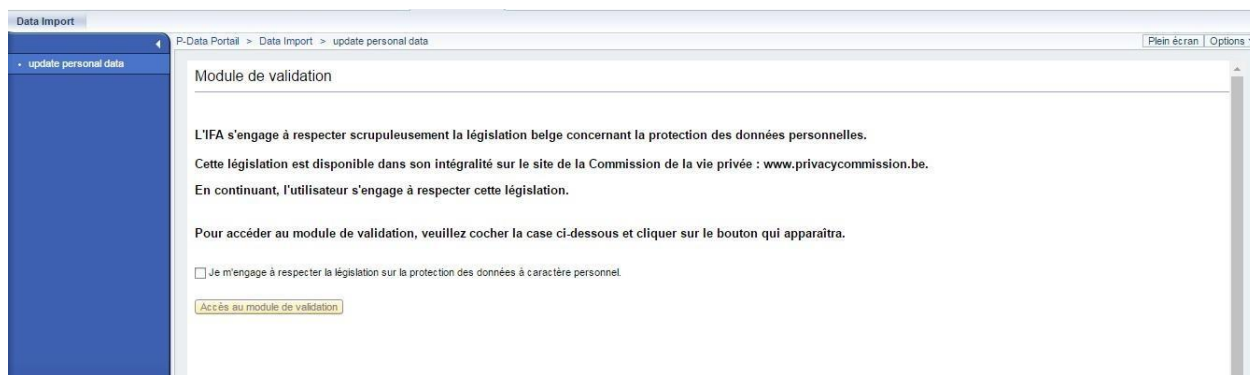 Data Import
P-Data Portail > Data Import > update personal data
Plein écran
Options
• update personal data
Module de validation
L'IFA s'engage à respecter scrupuleusement la législation belge concernant la protection des données personnelles.
Cette législation est disponible dans son intégralité sur le site de la Commission de la vie privée : www.privacycommission.be.
En continuant, l'utilisateur s'engage à respecter cette législation.
Pour accéder au module de validation, veuillez cocher la case ci-dessous et cliquer sur le bouton qui apparaîtra.
Je m'engage à respecter la législation sur la protection des données à caractère personnel.
Accès au module de validation